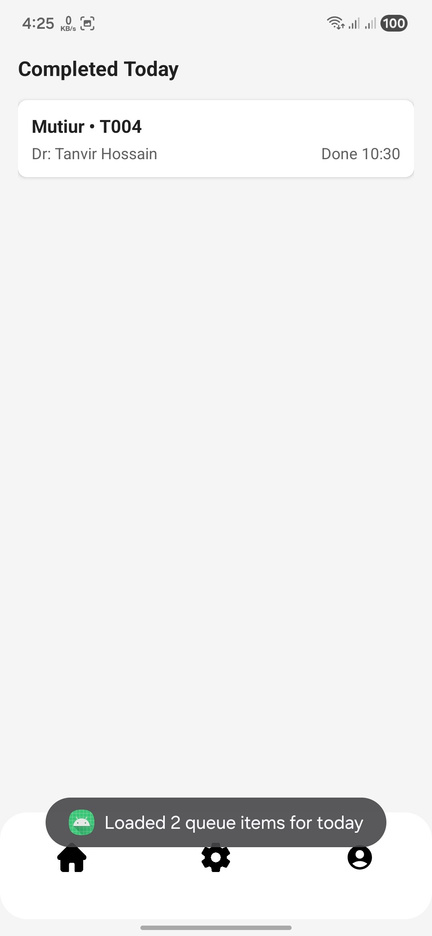 4:25 0 KB/s 100
Completed Today
Mutiur • T004
Dr: Tanvir Hossain Done 10:30
Loaded 2 queue items for today